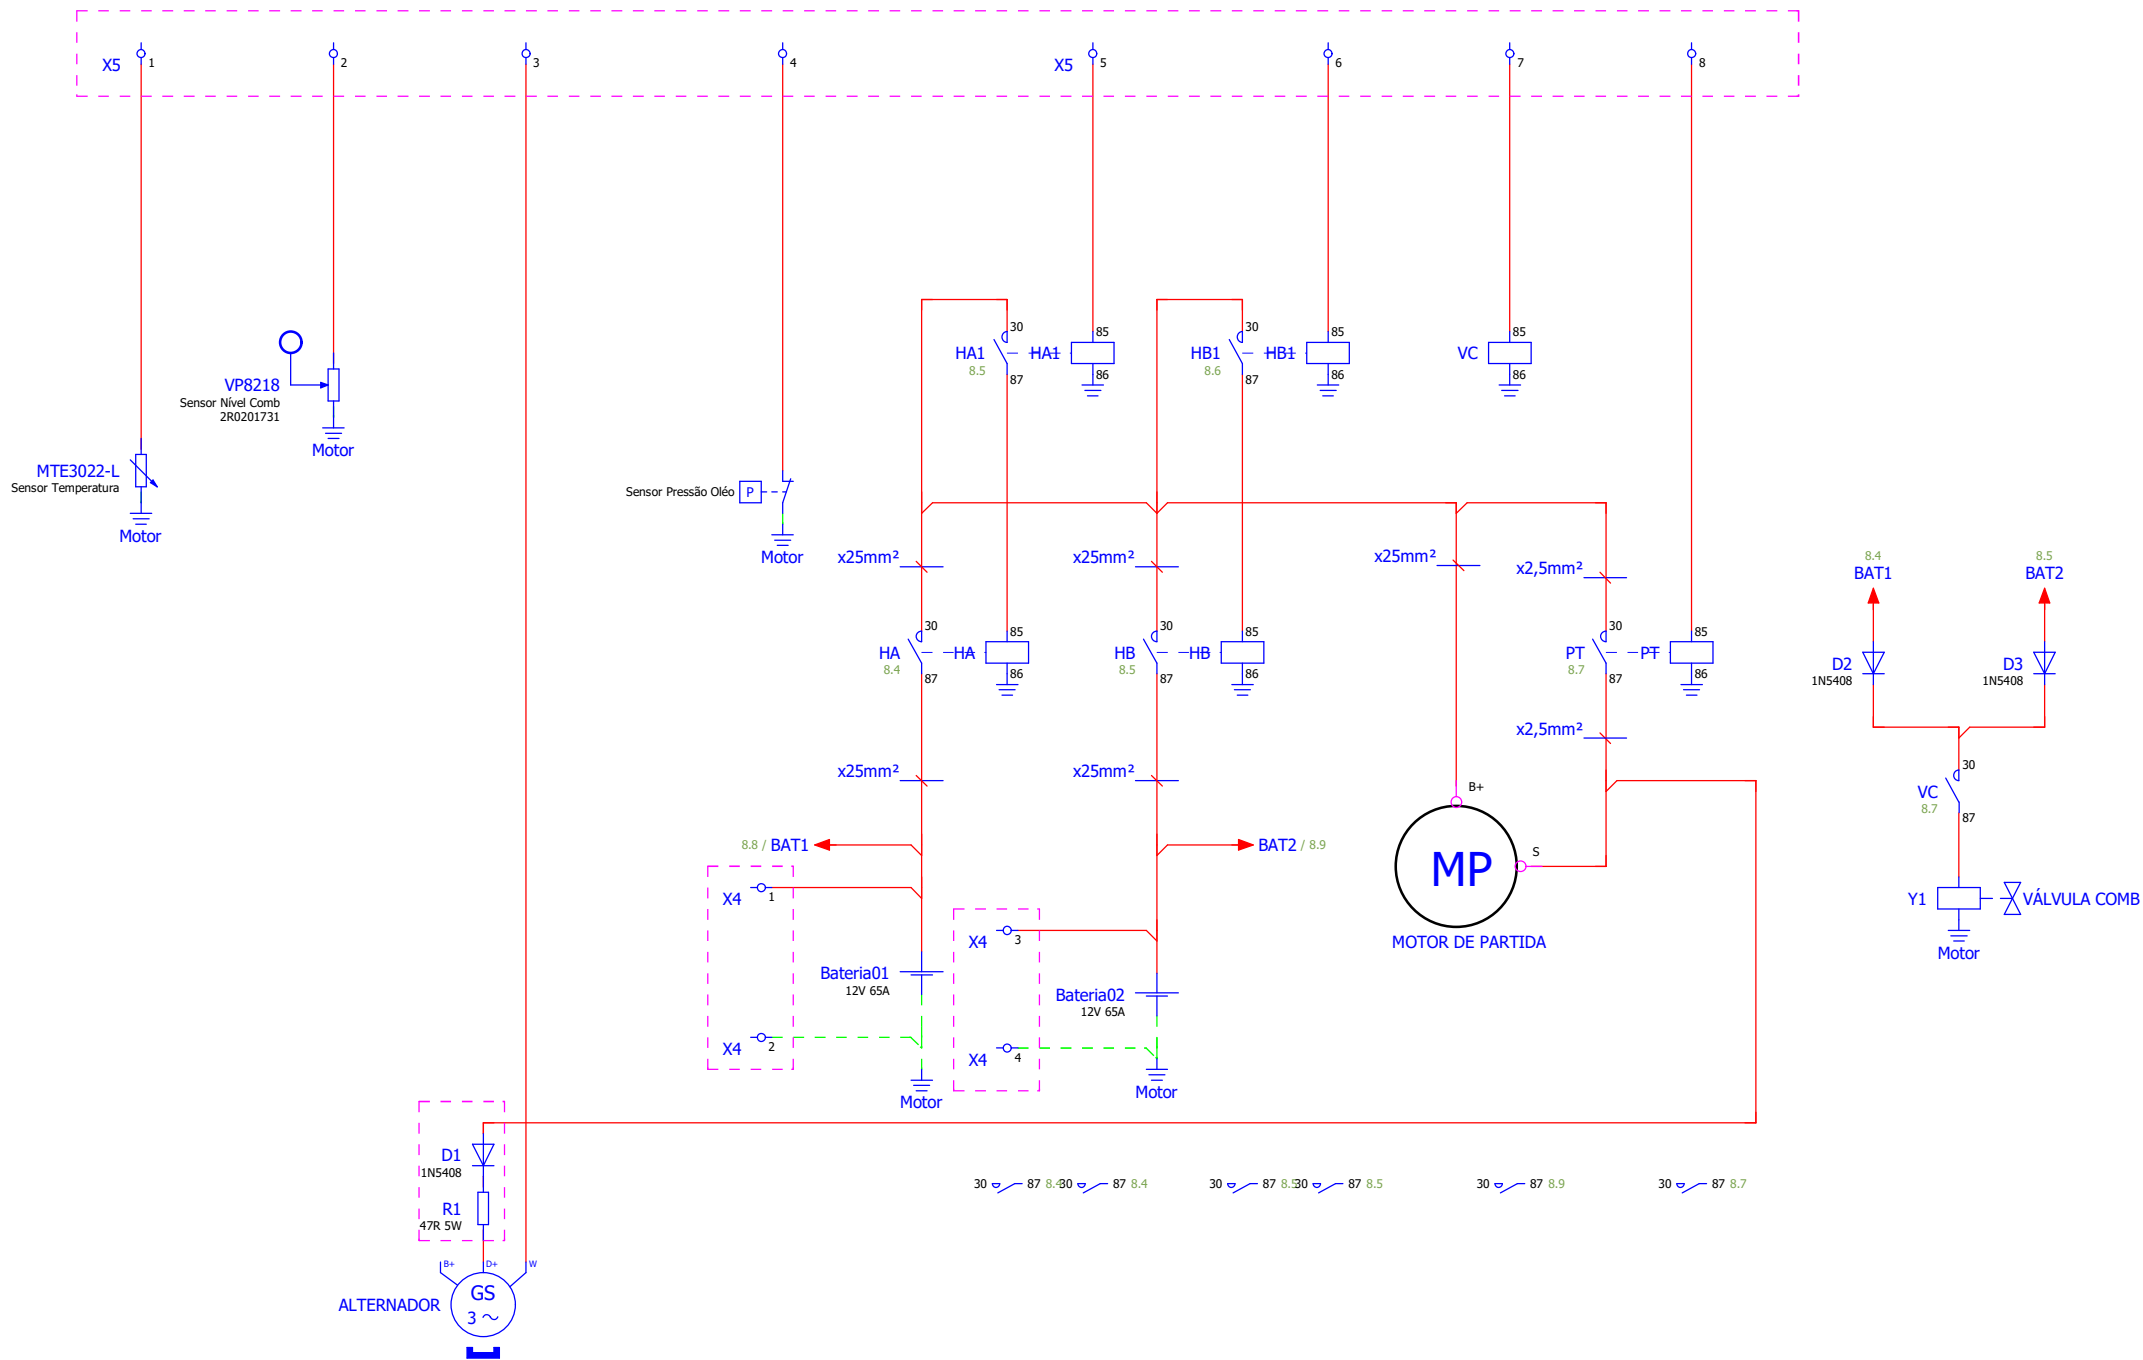 X5
1
2
3
4
X5
5
6
7
8
HA1
8.5
30
87
HA1
85
86
HB1
8.6
30
87
HB1
85
86
VC
85
86
VP8218
Sensor Nível Comb
2R0201731
Motor
MTE3022-L
Sensor Temperatura
Motor
Sensor Pressão Oléo
P
Motor
x25mm²
x25mm²
x25mm²
x2,5mm²
8.4
BAT1
8.5
BAT2
HA
8.4
30
87
HA
85
86
HB
8.5
30
87
HB
85
86
PT
8.7
30
87
PT
85
86
D2
1N5408
D3
1N5408
x2,5mm²
x25mm²
x25mm²
B+
S
MP
MOTOR DE PARTIDA
VC
8.7
30
87
8.8 / BAT1
BAT2 / 8.9
X4
1
X4
3
Y1
VÁLVULA COMB
Motor
Bateria01
12V 65A
Bateria02
12V 65A
X4
2
X4
4
Motor
Motor
D1
1N5408
R1
47R 5W
30 87 8.4
30 87 8.4
30 87 8.5
30 87 8.5
30 87 8.9
30 87 8.7
B+
D+
W
GS
3 ~
ALTERNADOR